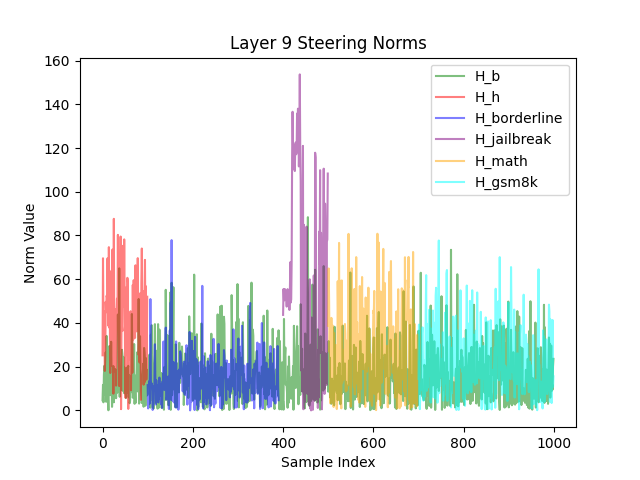 Layer 9 Steering Norms
160
140
120
100
80
60
40
20
0
Norm Value
H_b
H_h
H_borderline
H_jailbreak
H_math
H_gsm8k
0
200
400
600
800
1000
Sample Index